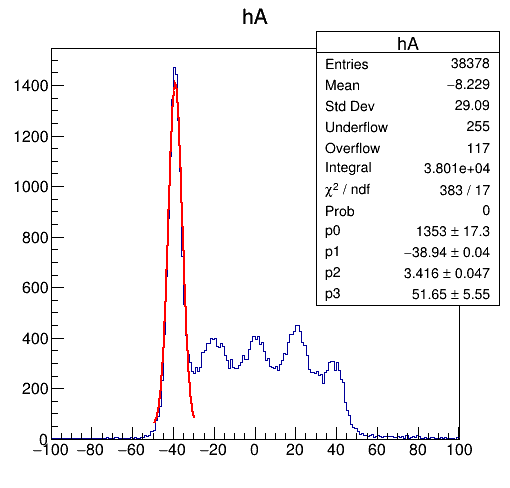 hA
hA
Entries 38378
Mean −8.229
Std Dev 29.09
Underflow 255
Overflow 117
Integral 3.801e+04
χ² / ndf 383 / 17
Prob 0
p0 1353 ± 17.3
p1 −38.94 ± 0.04
p2 3.416 ± 0.047
p3 51.65 ± 5.55
1400
1200
1000
800
600
400
200
0
−100 −80 −60 −40 −20 0 20 40 60 80 100